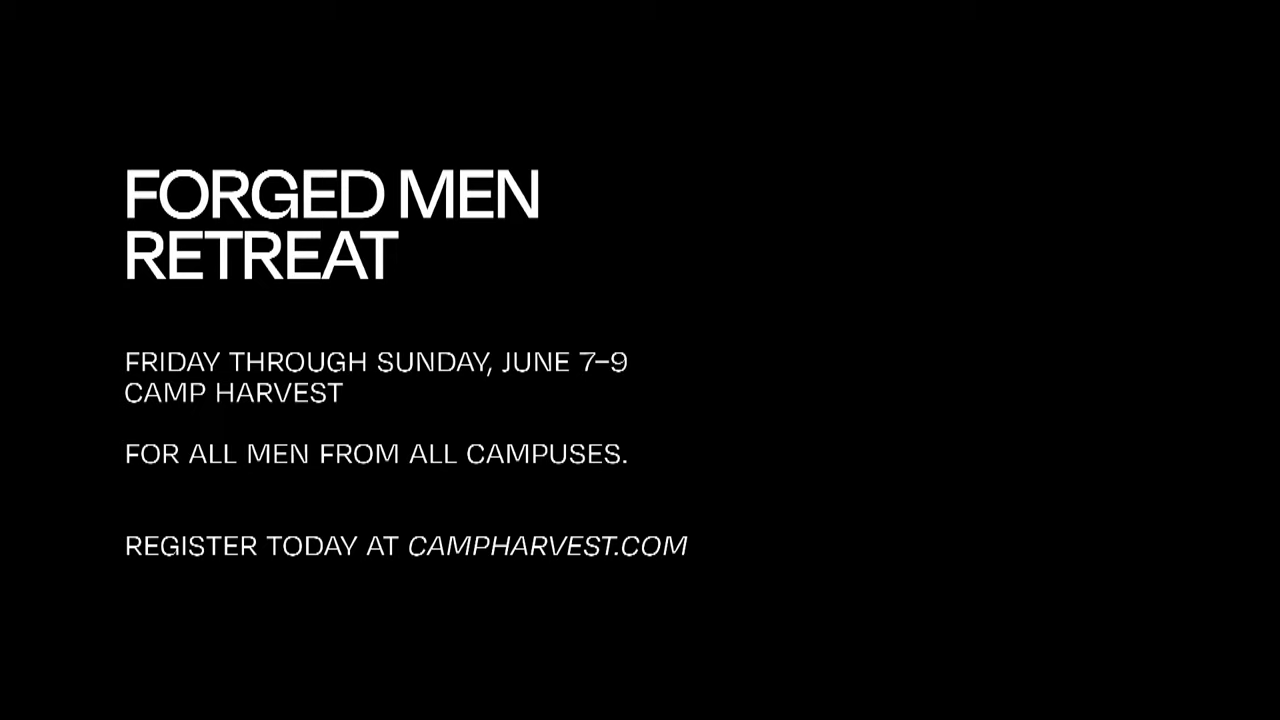 FORGED MEN
RETREAT
FRIDAY THROUGH SUNDAY, JUNE 7–9
CAMP HARVEST
FOR ALL MEN FROM ALL CAMPUSES.
REGISTER TODAY AT CAMPHARVEST.COM